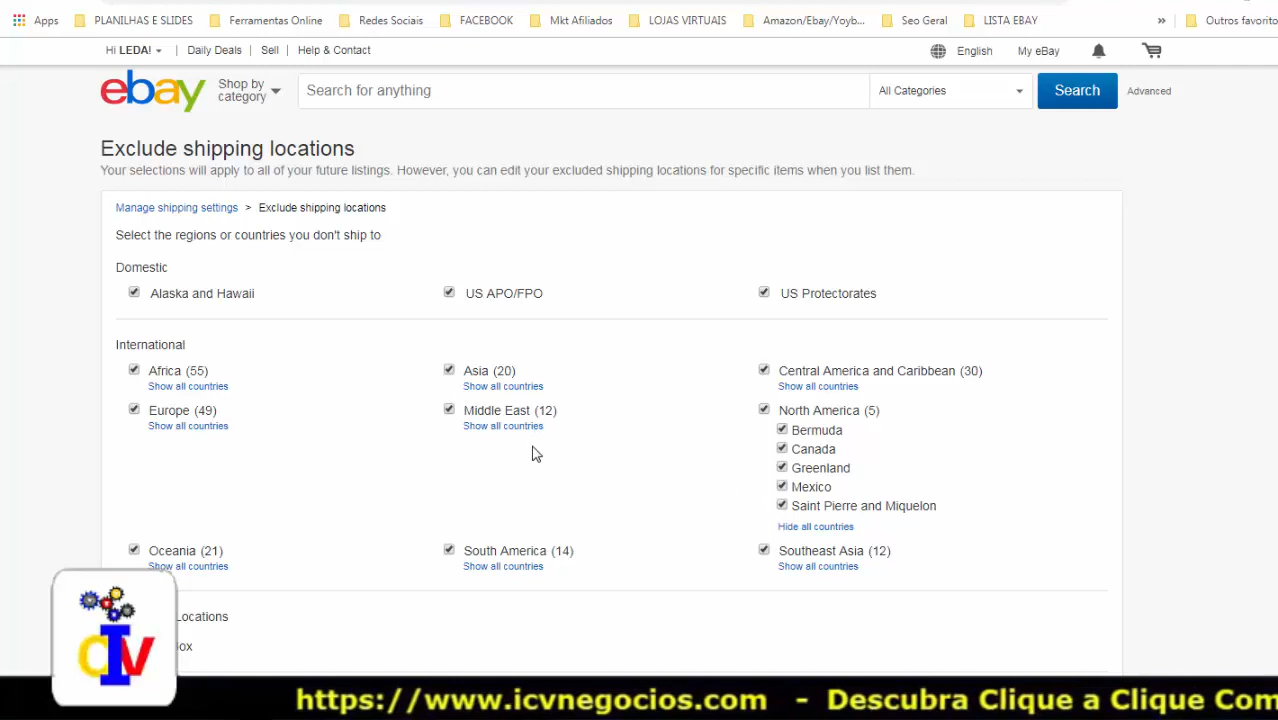 Apps PLANILHAS E SLIDES Ferramentas Online Redes Sociais FACEBOOK Mkt Afiliados LOJAS VIRTUAIS Amazon/Ebay/Yoyb... Seo Geral LISTA EBAY » Outros favorito
Hi LEDA! Daily Deals Sell Help & Contact English My eBay
ebay Shop by category Search for anything All Categories Search Advanced
Exclude shipping locations
Your selections will apply to all of your future listings. However, you can edit your excluded shipping locations for specific items when you list them.
Manage shipping settings > Exclude shipping locations
Select the regions or countries you don't ship to
Domestic
Alaska and Hawaii US APO/FPO US Protectorates
International
Africa (55) Asia (20) Central America and Caribbean (30)
Show all countries Show all countries Show all countries
Europe (49) Middle East (12) North America (5)
Show all countries Show all countries Bermuda
Canada
Greenland
Mexico
Saint Pierre and Miquelon
Hide all countries
Oceania (21) South America (14) Southeast Asia (12)
Show all countries Show all countries Show all countries
Locations
ox
CIV
https://www.icvnegocios.com - Descubra Clique a Clique Com